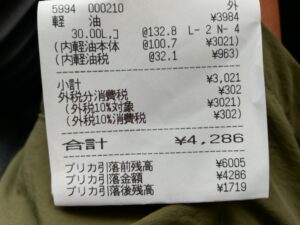 5994 000210 外
軽 油 ¥3984
30.00L,コ @132.8 L- 2 N- 4
(内軽油本体 @100.7 ¥3021)
(内軽油税 @32.1 ¥963)
小計 ¥3,021
外税分消費税 ¥302
(外税10%対象 ¥3021)
(外税10%消費税 ¥302)
合計 ¥4,286
プリカ引落前残高 ¥6005
プリカ引落金額 ¥4286
プリカ引落後残高 ¥1719